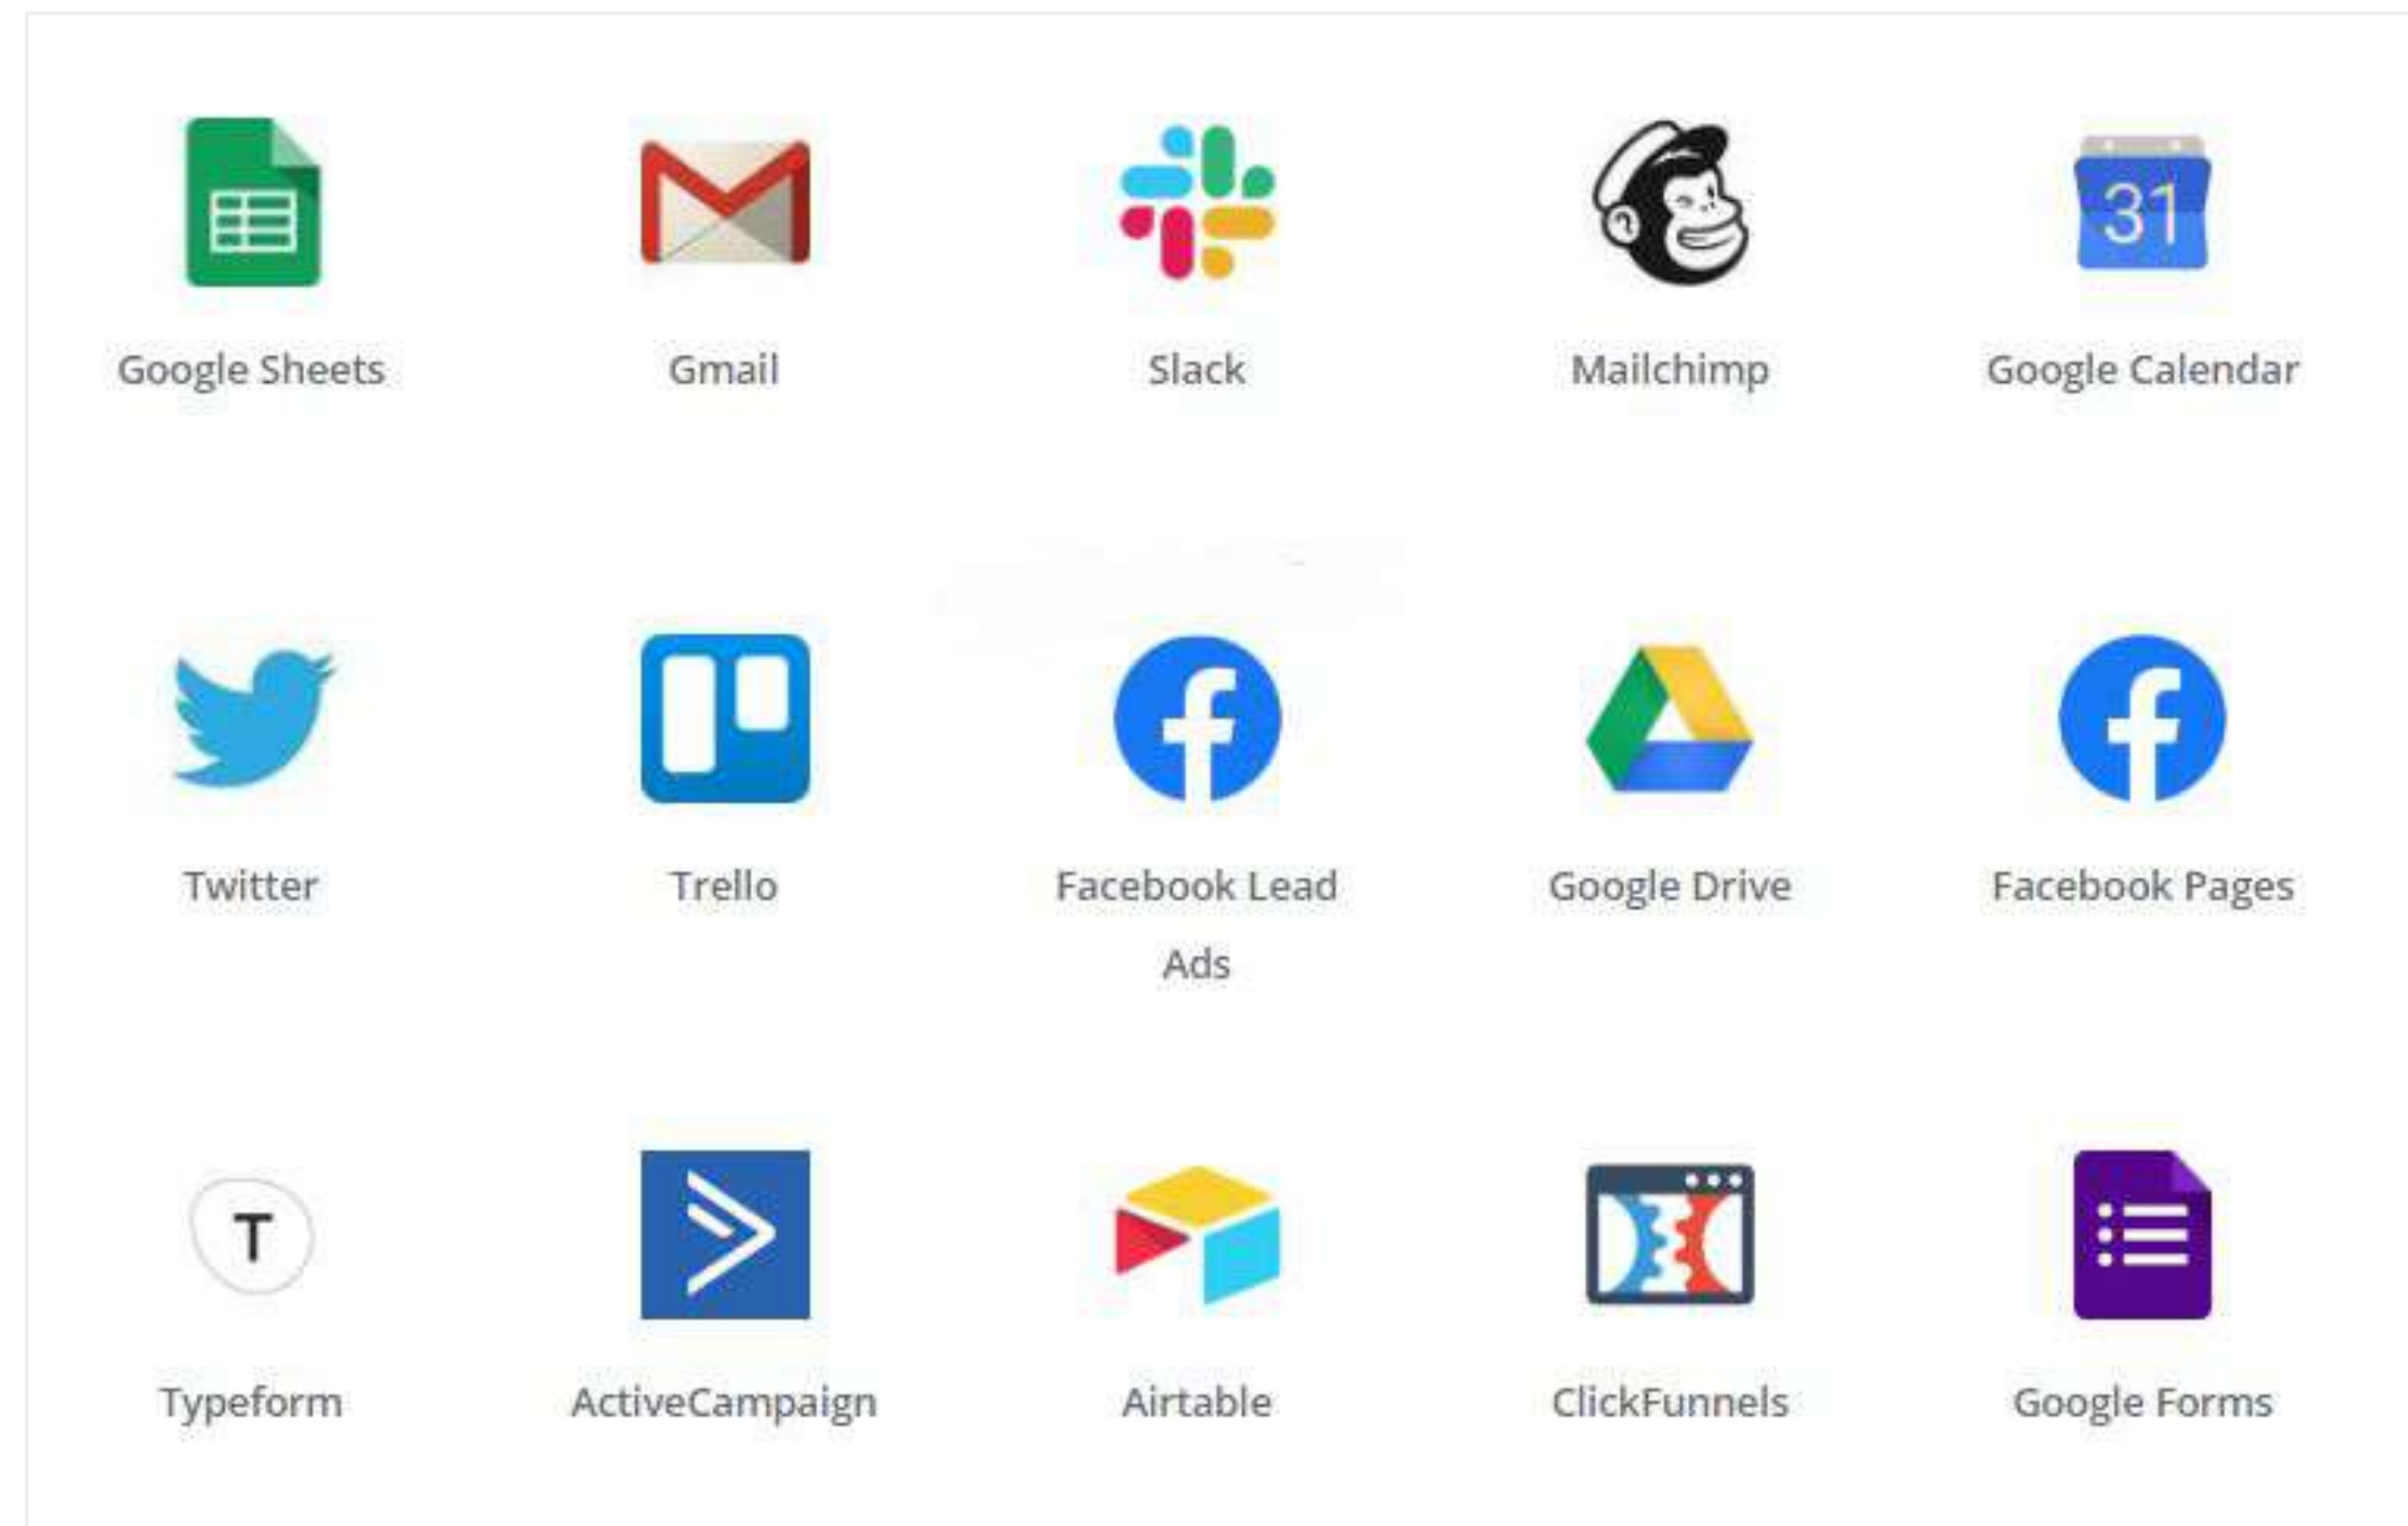 31
Google Sheets
Gmail
Slack
Mailchimp
Google Calendar
Twitter
Trello
Facebook Lead
Ads
Google Drive
Facebook Pages
T
Typeform
ActiveCampaign
Airtable
ClickFunnels
Google Forms